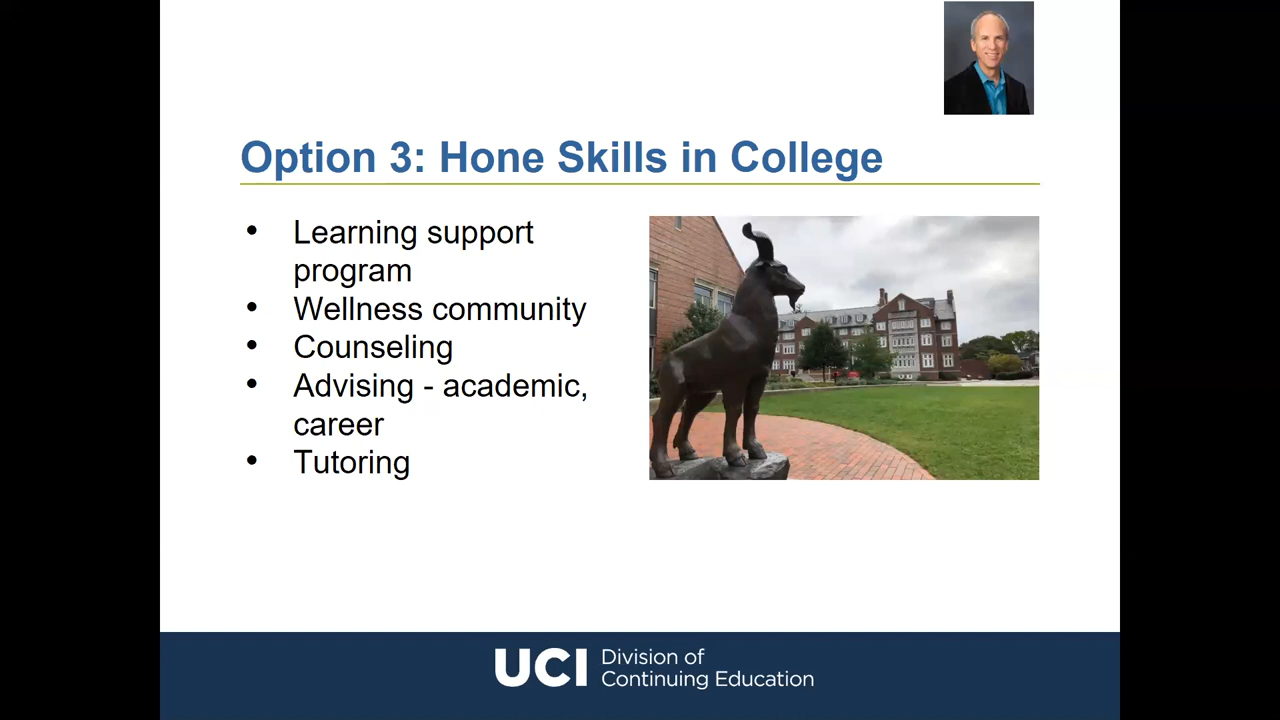 Option 3: Hone Skills in College
• Learning support
program
• Wellness community
• Counseling
• Advising - academic,
career
• Tutoring
UCI Division of
Continuing Education